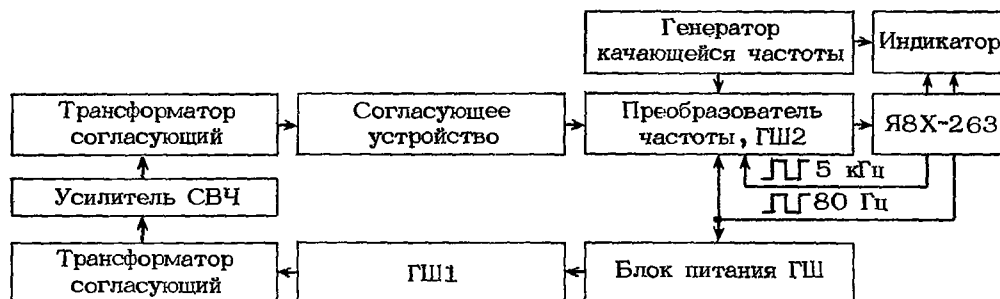 Генератор
качающейся частоты
Индикатор
Трансформатор
согласующий
Согласующее
устройство
Преобразователь
частоты, ГШ2
Я8Х-263
5 кГц
Усилитель СВЧ
80 Гц
Трансформатор
согласующий
ГШ1
Блок питания ГШ